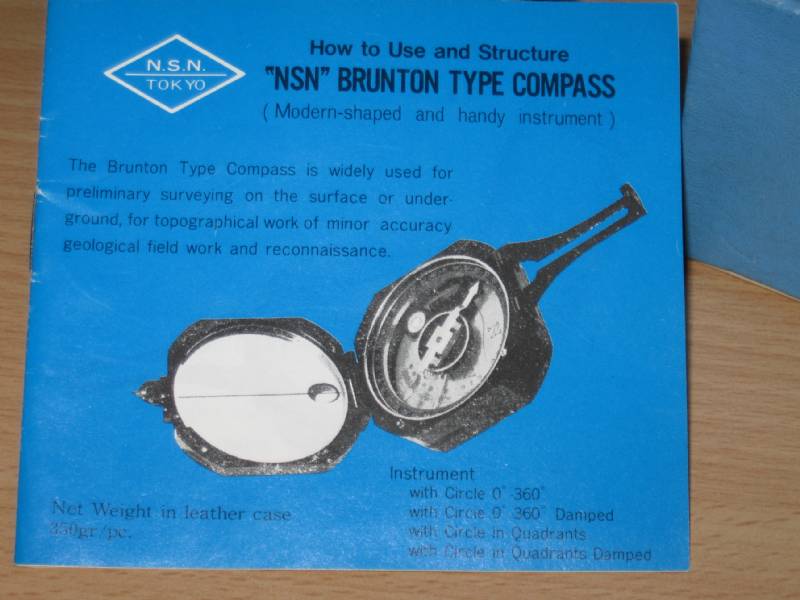 N.S.N.
TOKYO
How to Use and Structure
"NSN" BRUNTON TYPE COMPASS
(Modern-shaped and handy instrument)
The Brunton Type Compass is widely used for
preliminary surveying on the surface or under-
ground, for topographical work of minor accuracy
geological field work and reconnaissance.
Instrument
with Circle 0°-360°
with Circle 0°-360° Damped
with Circle in Quadrants
with Circle in Quadrants Damped
Net Weight in leather case
350gr/pc.